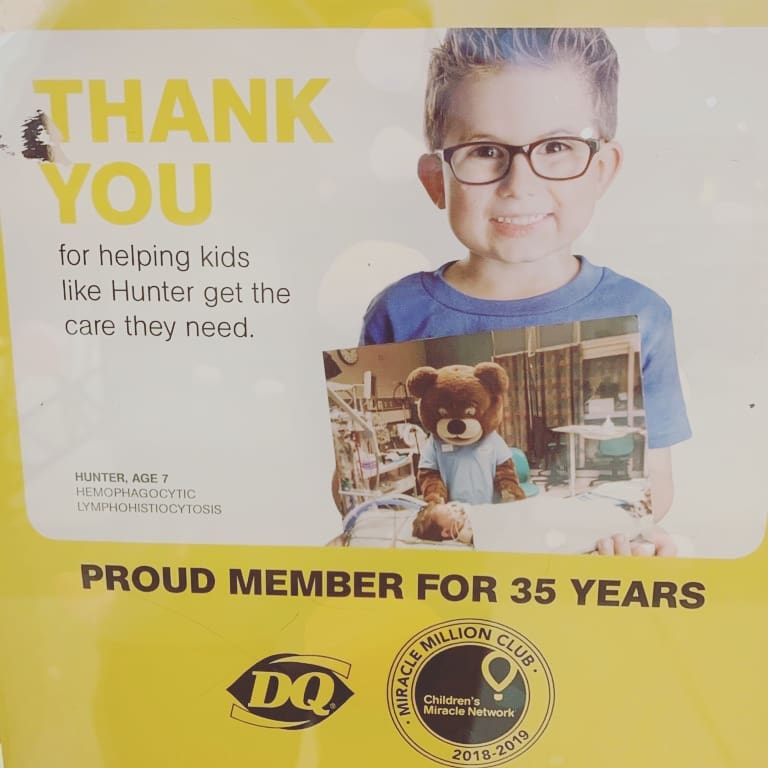 THANK
YOU
for helping kids
like Hunter get the
care they need.
HUNTER, AGE 7
HEMOPHAGOCYTIC
LYMPHOHISTIOCYTOSIS
PROUD MEMBER FOR 35 YEARS
DQ®
MIRACLE MILLION CLUB
Children's
Miracle Network
2018-2019